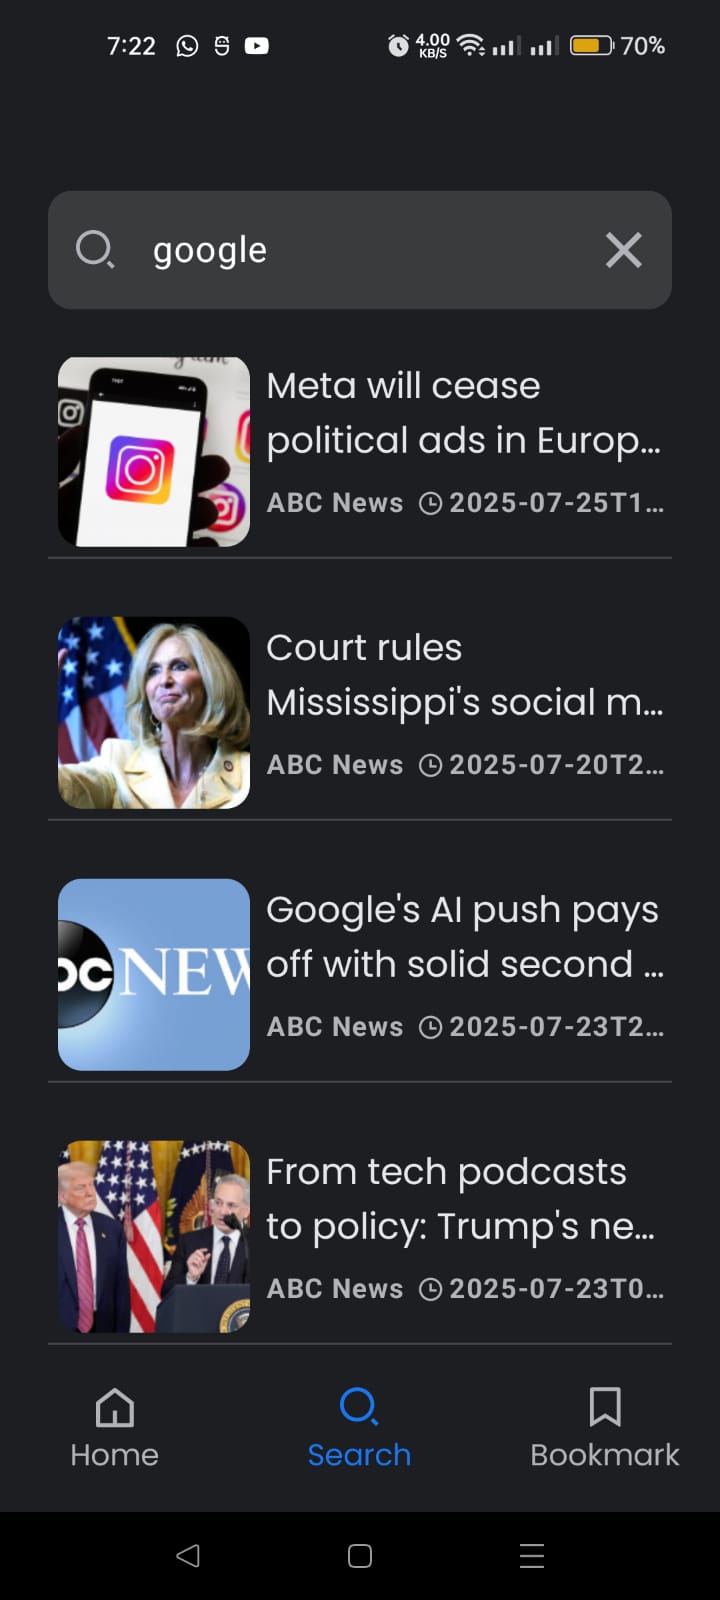 7:22 4.00 KB/S 70%
google
Meta will cease
political ads in Europ...
ABC News 2025-07-25T1...
Court rules
Mississippi's social m...
ABC News 2025-07-20T2...
bc NEW
Google's AI push pays
off with solid second ...
ABC News 2025-07-23T2...
From tech podcasts
to policy: Trump's ne...
ABC News 2025-07-23T0...
Home Search Bookmark